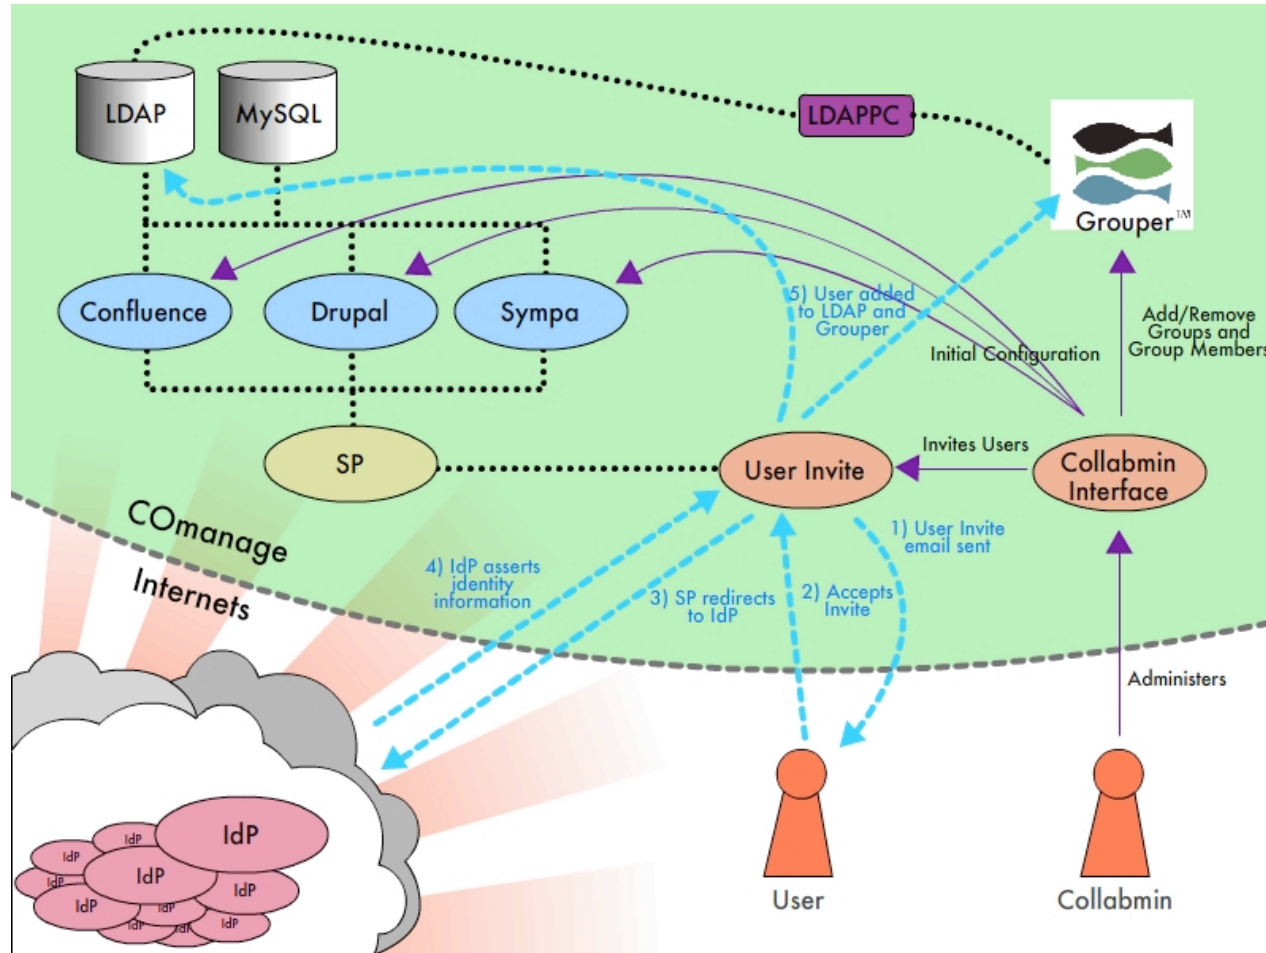 LDAP
MySQL
LDAPPC
Grouper™
Confluence
Drupal
Sympa
5) User added
to LDAP and
Grouper
Initial Configuration
Add/Remove
Groups and
Group Members
SP
User Invite
Invites Users
Collabmin
Interface
COmanage
Internets
4) IdP asserts
identity
information
3) SP redirects
to IdP
2) Accepts
Invite
1) User Invite
email sent
Administers
IdP
IdP
IdP
IdP
IdP
IdP
IdP
IdP
IdP
IdP
IdP
User
Collabmin